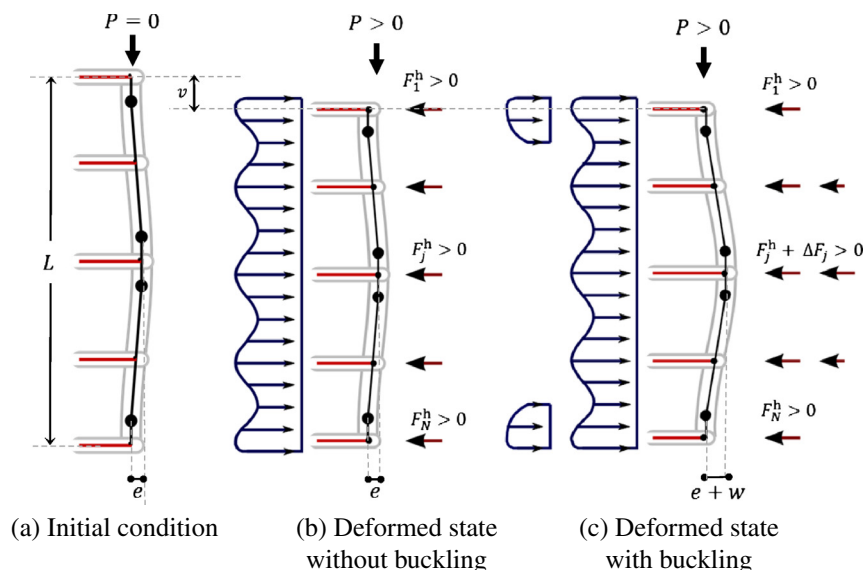 P = 0
P > 0
P > 0
v
F₁ʰ > 0
F₁ʰ > 0
L
Fⱼʰ > 0
Fⱼʰ + ΔFⱼ > 0
F_Nʰ > 0
F_Nʰ > 0
e
e
e + w
(a) Initial condition
(b) Deformed state
without buckling
(c) Deformed state
with buckling